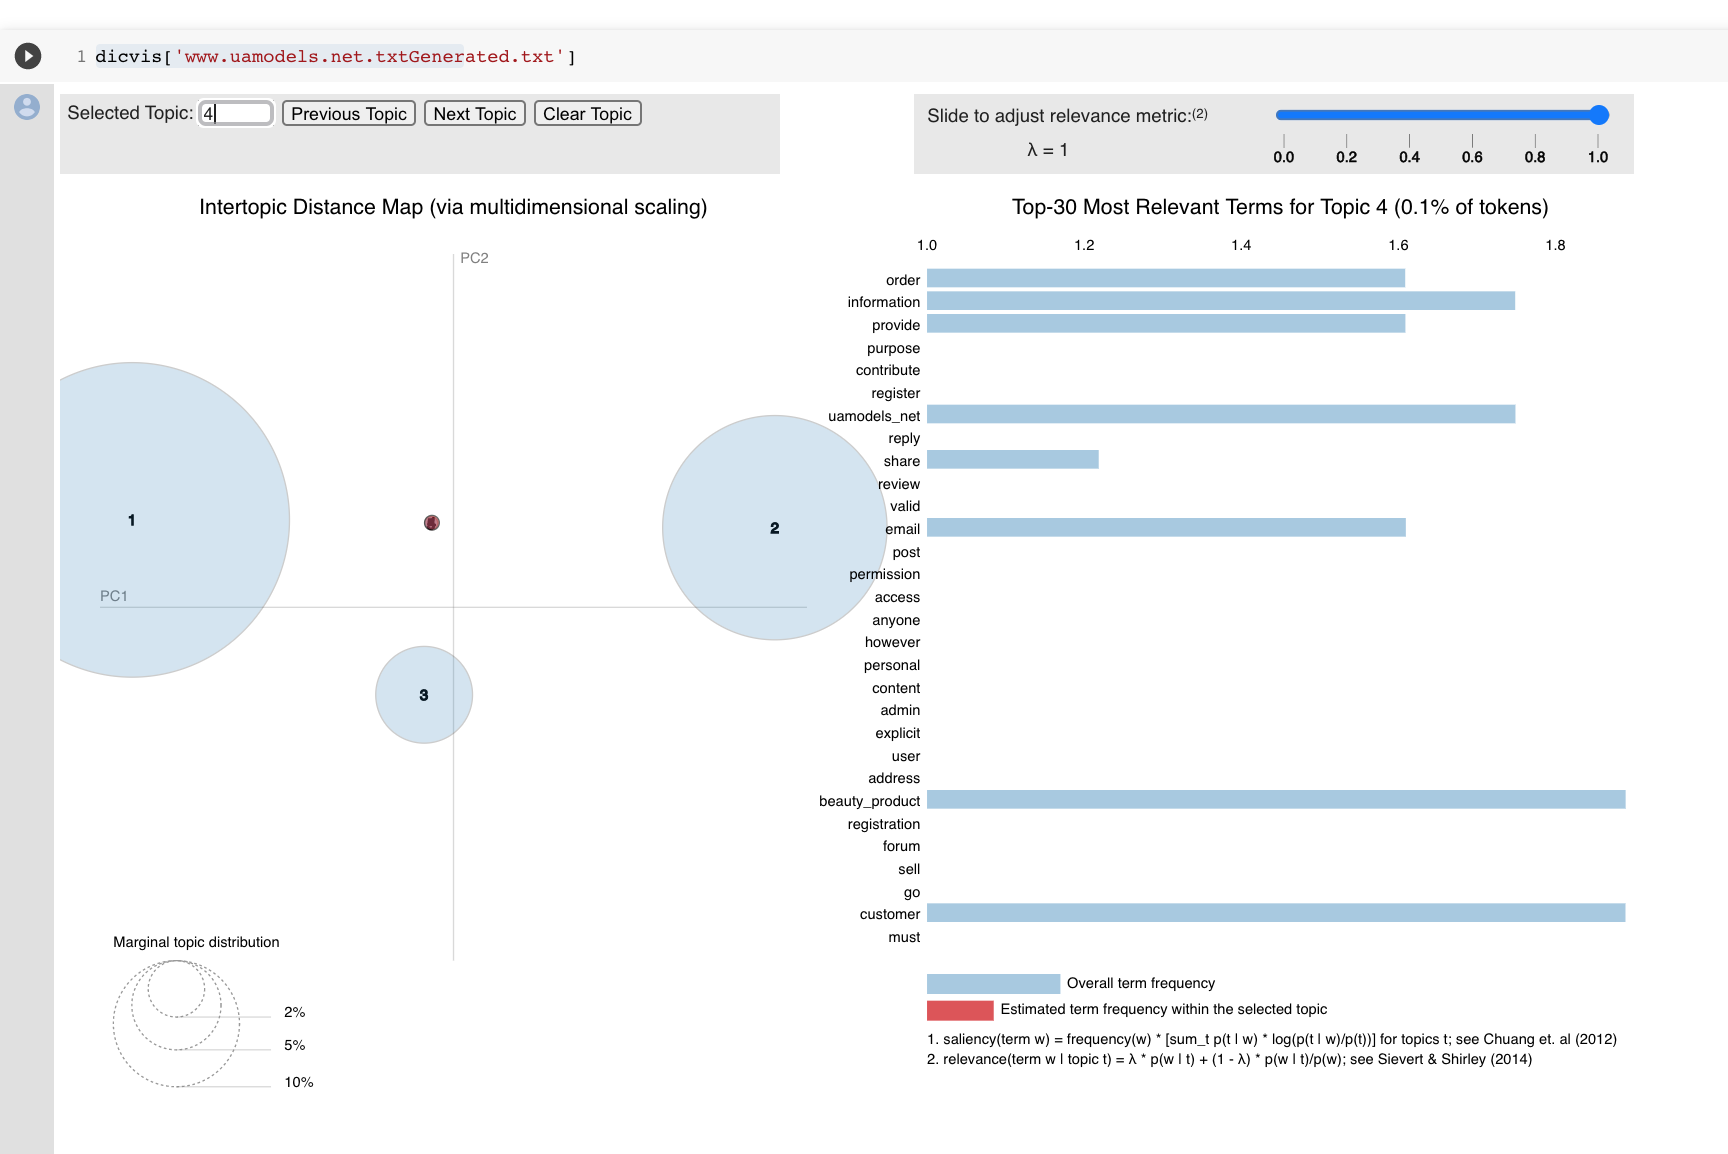 1 dicvis['www.uamodels.net.txtGenerated.txt']
Selected Topic: 4 Previous Topic Next Topic Clear Topic
Slide to adjust relevance metric:(2)
λ = 1
0.0 0.2 0.4 0.6 0.8 1.0
Intertopic Distance Map (via multidimensional scaling)
PC2
1
2
PC1
3
Marginal topic distribution
2%
5%
10%
Top-30 Most Relevant Terms for Topic 4 (0.1% of tokens)
1.0 1.2 1.4 1.6 1.8
order
information
provide
purpose
contribute
register
uamodels_net
reply
share
review
valid
email
post
permission
access
anyone
however
personal
content
admin
explicit
user
address
beauty_product
registration
forum
sell
go
customer
must
Overall term frequency
Estimated term frequency within the selected topic
1. saliency(term w) = frequency(w) * [sum_t p(t | w) * log(p(t | w)/p(t))] for topics t; see Chuang et. al (2012)
2. relevance(term w | topic t) = λ * p(w | t) + (1 - λ) * p(w | t)/p(w); see Sievert & Shirley (2014)